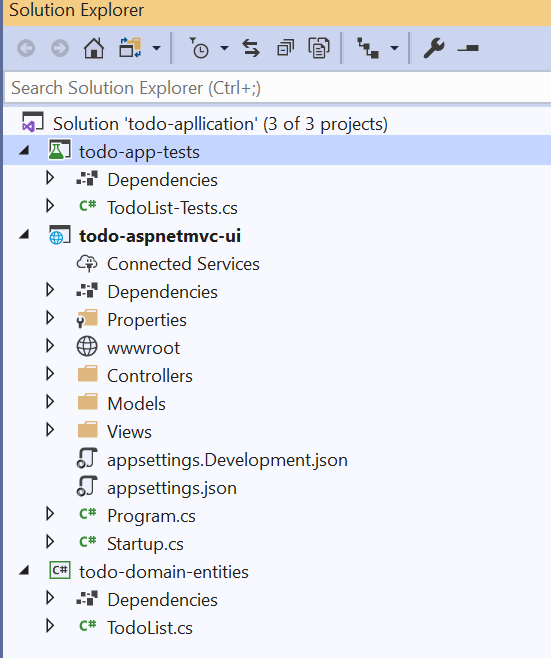 Solution Explorer
Search Solution Explorer (Ctrl+;)
Solution 'todo-apllication' (3 of 3 projects)
todo-app-tests
Dependencies
C# TodoList-Tests.cs
todo-aspnetmvc-ui
Connected Services
Dependencies
Properties
wwwroot
Controllers
Models
Views
appsettings.Development.json
appsettings.json
C# Program.cs
C# Startup.cs
C# todo-domain-entities
Dependencies
C# TodoList.cs